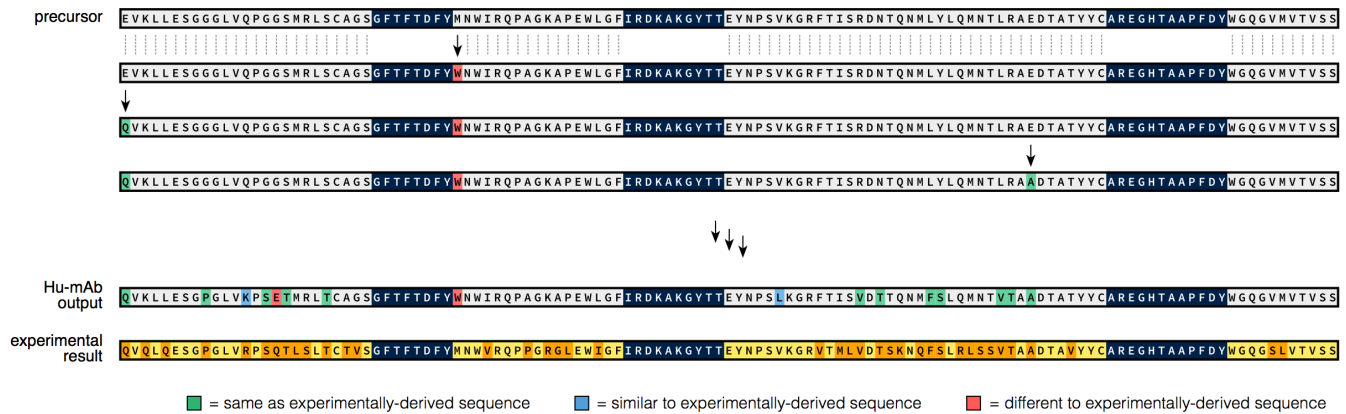 precursor EVKLLESGGGLVQPGGSMRLSCAGSGFTFTDFYMNWIRQPAGKAPEWLGFIRDKAKGYTTEYNPSVKGRFTISRDNTQNMLYLQMNTLRAEDTATYYCAREGHTAAPFDYWGQGVMVTVSS
EVKLLESGGGLVQPGGSMRLSCAGSGFTFTDFYWNWIRQPAGKAPEWLGFIRDKAKGYTTEYNPSVKGRFTISRDNTQNMLYLQMNTLRAEDTATYYCAREGHTAAPFDYWGQGVMVTVSS
QVKLLESGGGLVQPGGSMRLSCAGSGFTFTDFYWNWIRQPAGKAPEWLGFIRDKAKGYTTEYNPSVKGRFTISRDNTQNMLYLQMNTLRAEDTATYYCAREGHTAAPFDYWGQGVMVTVSS
QVKLLESGGGLVQPGGSMRLSCAGSGFTFTDFYWNWIRQPAGKAPEWLGFIRDKAKGYTTEYNPSVKGRFTISRDNTQNMLYLQMNTLRAADTATYYCAREGHTAAPFDYWGQGVMVTVSS
Hu-mAb
output QVKLLESGPGLVKPSETMRLTCAGSGFTFTDFYWNWIRQPAGKAPEWLGFIRDKAKGYTTEYNPSLKGRFTISVDTTQNMFSLQMNTVTAADTATYYCAREGHTAAPFDYWGQGVMVTVSS
experimental
result QVQLQESGPGLVRPSQTLSLTCTVSGFTFTDFYMNWVRQPPGRGLEWIGFIRDKAKGYTTEYNPSVKGRVTMLVDTSKNQFSLRLSSVTAADTAVYYCAREGHTAAPFDYWGQGSLVTVSS
= same as experimentally-derived sequence = similar to experimentally-derived sequence = different to experimentally-derived sequence